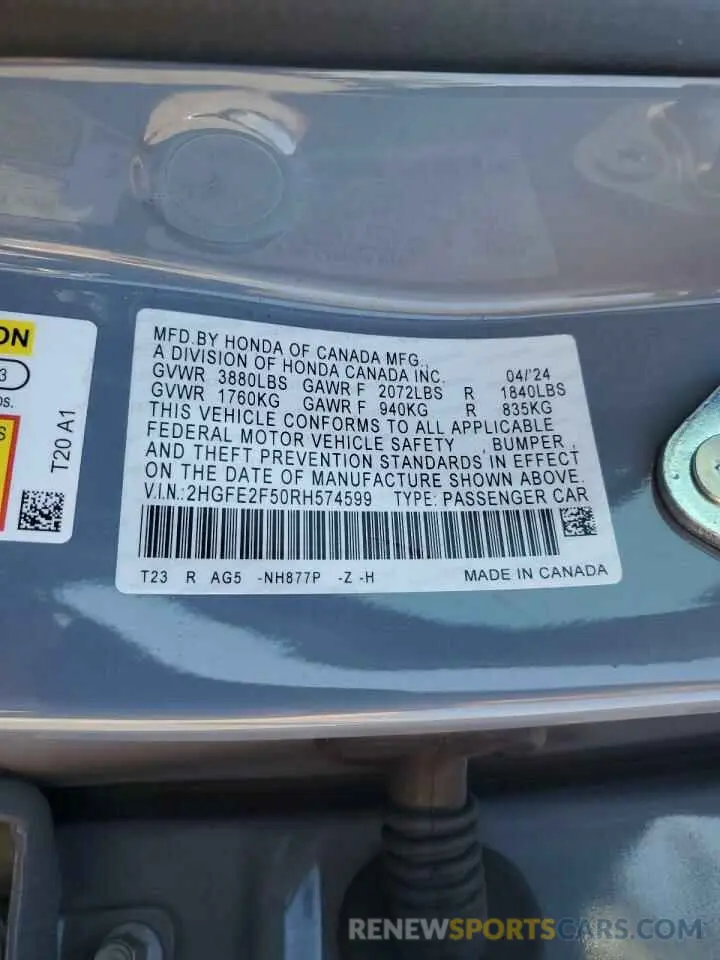 ON
3
os.
S
T20 A1
MFD.BY HONDA OF CANADA MFG.,
A DIVISION OF HONDA CANADA INC. 04/'24
GVWR 3880LBS GAWR F 2072LBS R 1840LBS
GVWR 1760KG GAWR F 940KG R 835KG
THIS VEHICLE CONFORMS TO ALL APPLICABLE
FEDERAL MOTOR VEHICLE SAFETY , BUMPER ,
AND THEFT PREVENTION STANDARDS IN EFFECT
ON THE DATE OF MANUFACTURE SHOWN ABOVE.
V.I.N.:2HGFE2F50RH574599 TYPE: PASSENGER CAR
T23 R AG5 -NH877P -Z -H MADE IN CANADA
RENEWSPORTSCARS.COM